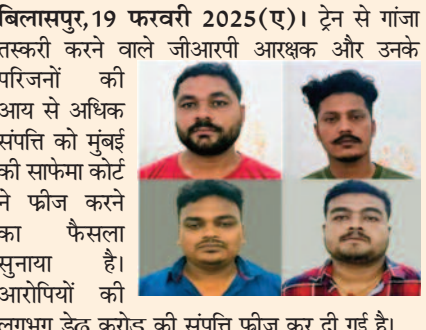 बिलासपुर,19 फरवरी 2025(ए)। ट्रेन से गांजा
तस्करी करने वाले जीआरपी आरक्षक और उनके
परिजनों की
आय से अधिक
संपत्ति को मुंबई
की साफेमा कोर्ट
ने फ्रीज करने
का फैसला
सुनाया है।
आरोपियों की
लगभग डेढ़ करोड़ की संपत्ति फ्रीज कर दी गई है।